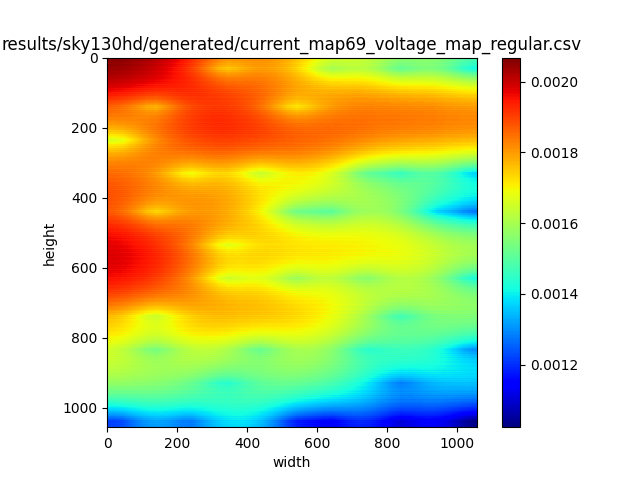 results/sky130hd/generated/current_map69_voltage_map_regular.csv
0
200
400
600
800
1000
height
0 200 400 600 800 1000
width
0.0020
0.0018
0.0016
0.0014
0.0012